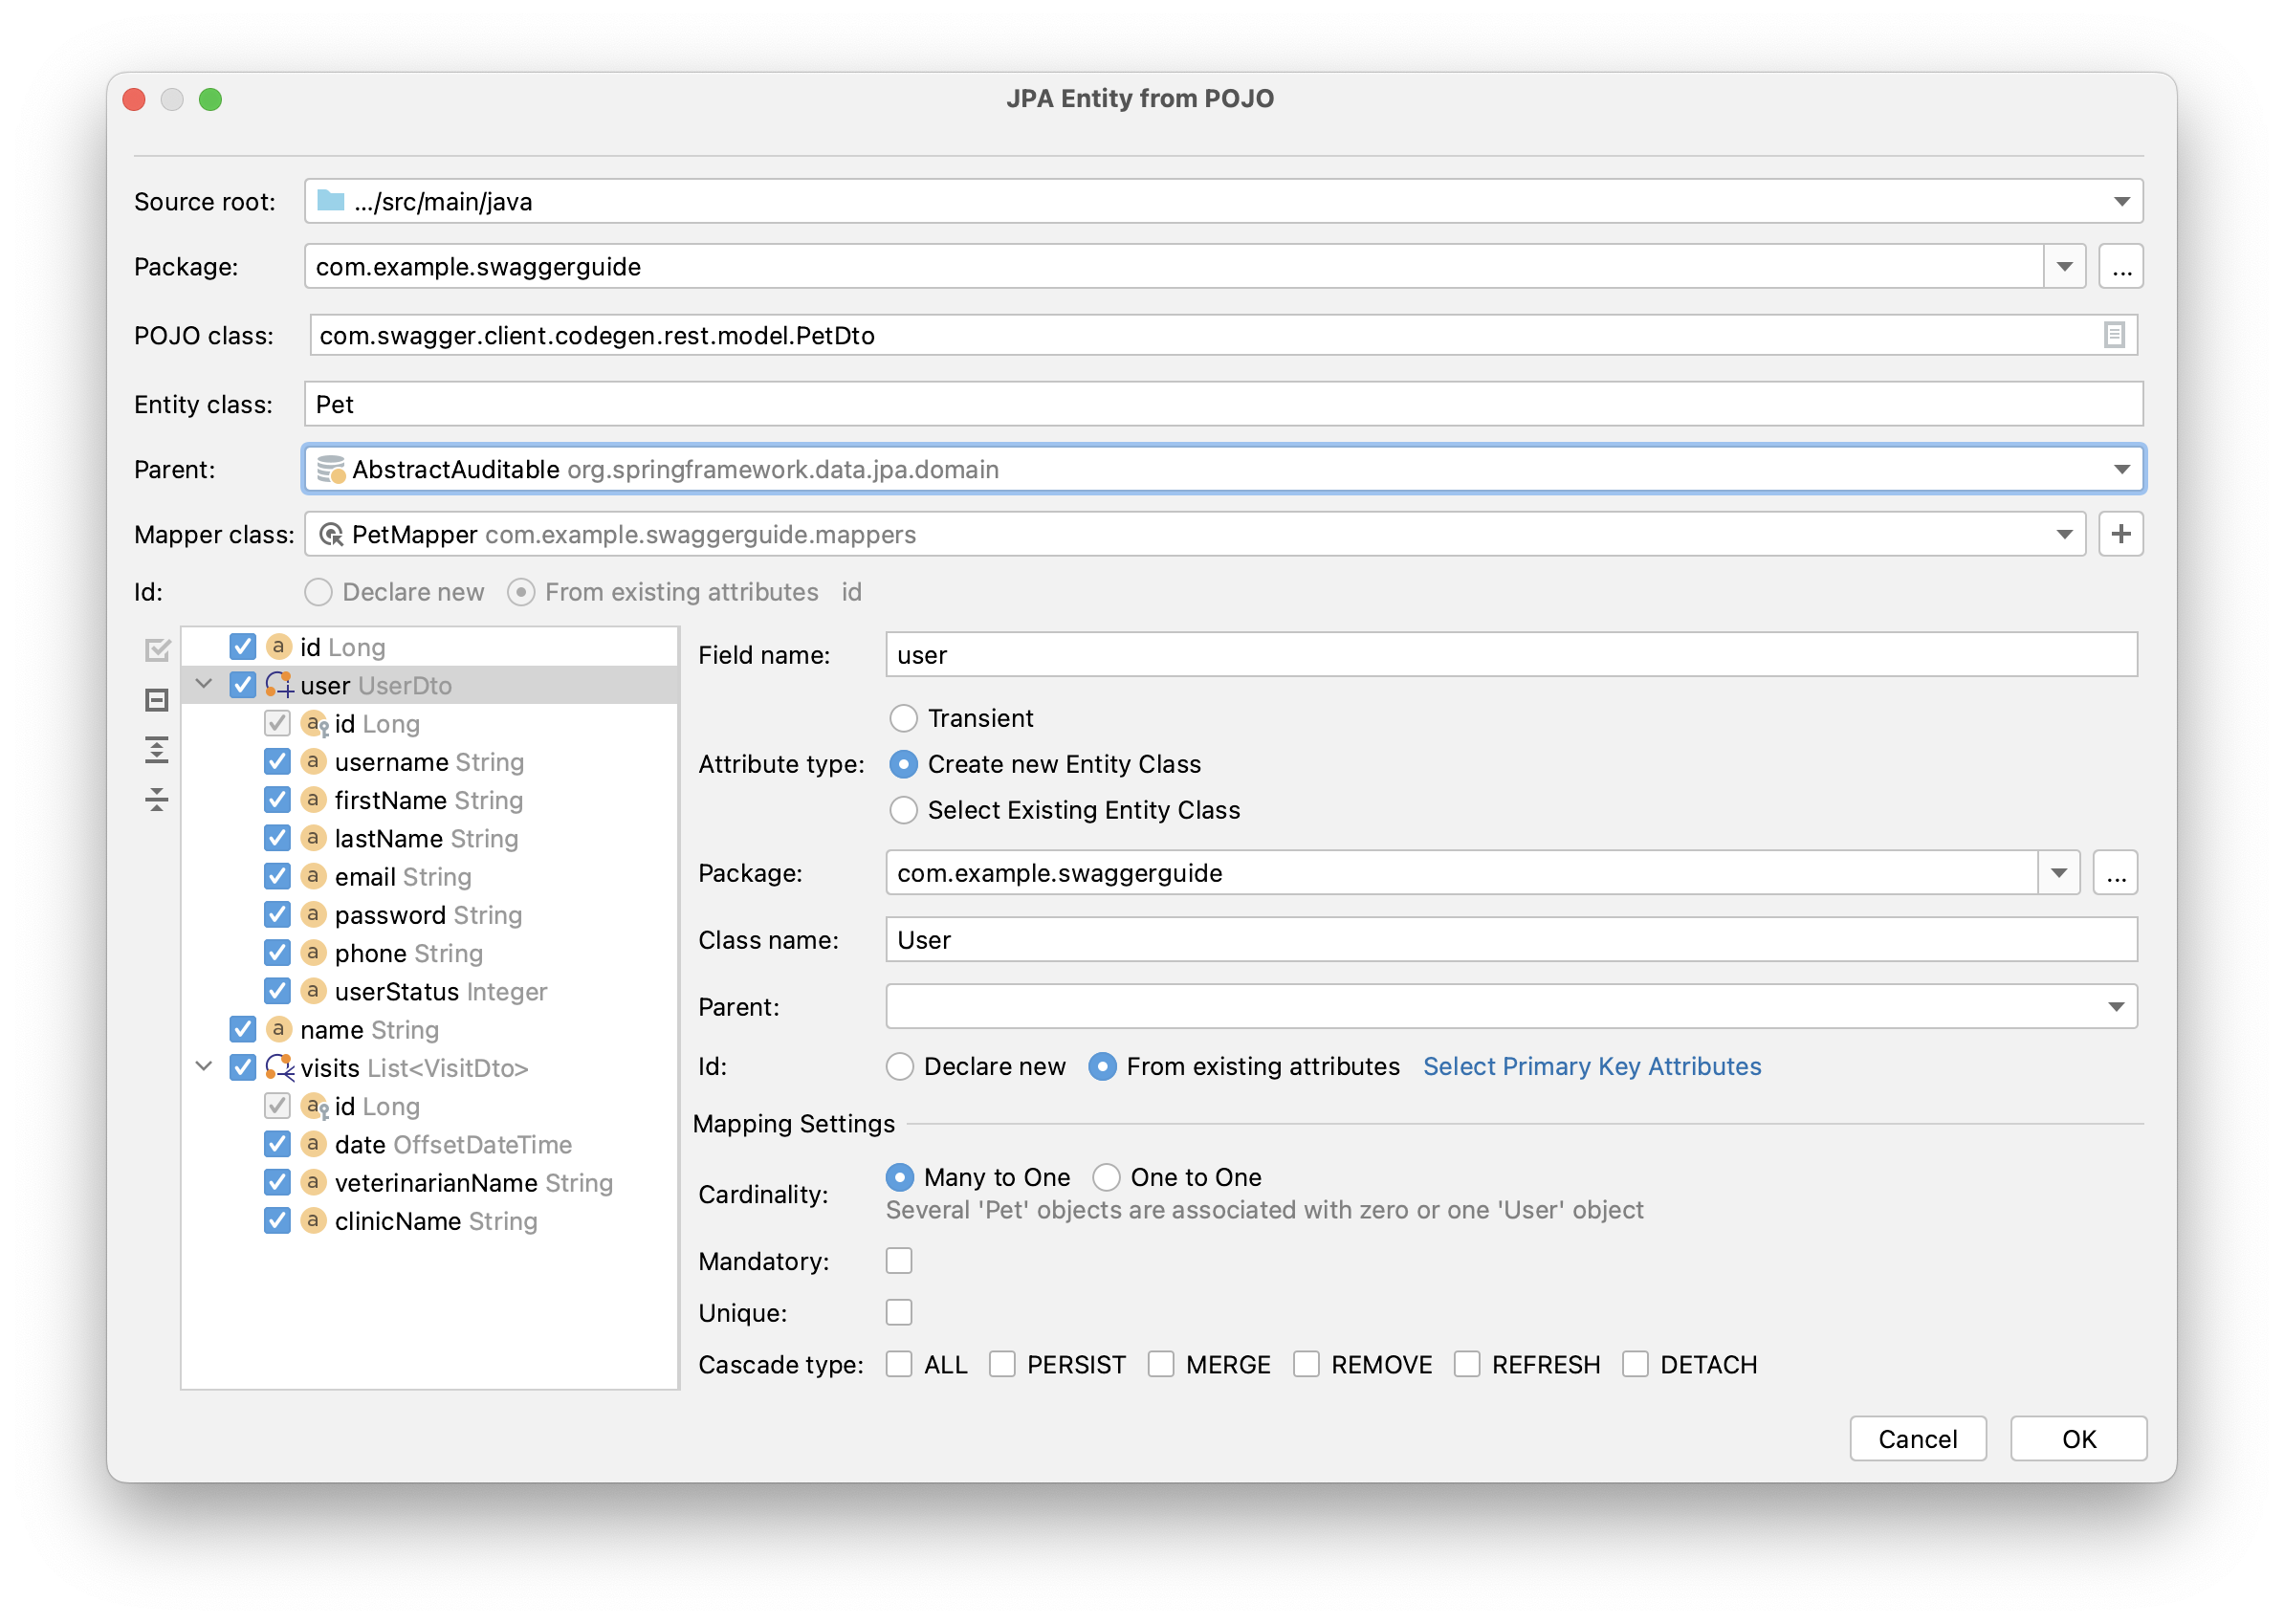 JPA Entity from POJO
Source root: .../src/main/java
Package: com.example.swaggerguide ...
POJO class: com.swagger.client.codegen.rest.model.PetDto
Entity class: Pet
Parent: AbstractAuditable org.springframework.data.jpa.domain
Mapper class: PetMapper com.example.swaggerguide.mappers +
Id: Declare new From existing attributes id
a id Long
user UserDto
a id Long
a username String
a firstName String
a lastName String
a email String
a password String
a phone String
a userStatus Integer
a name String
visits List<VisitDto>
a id Long
a date OffsetDateTime
a veterinarianName String
a clinicName String
Field name: user
Transient
Attribute type: Create new Entity Class
Select Existing Entity Class
Package: com.example.swaggerguide ...
Class name: User
Parent:
Id: Declare new From existing attributes Select Primary Key Attributes
Mapping Settings
Cardinality: Many to One One to One
Several 'Pet' objects are associated with zero or one 'User' object
Mandatory:
Unique:
Cascade type: ALL PERSIST MERGE REMOVE REFRESH DETACH
Cancel OK